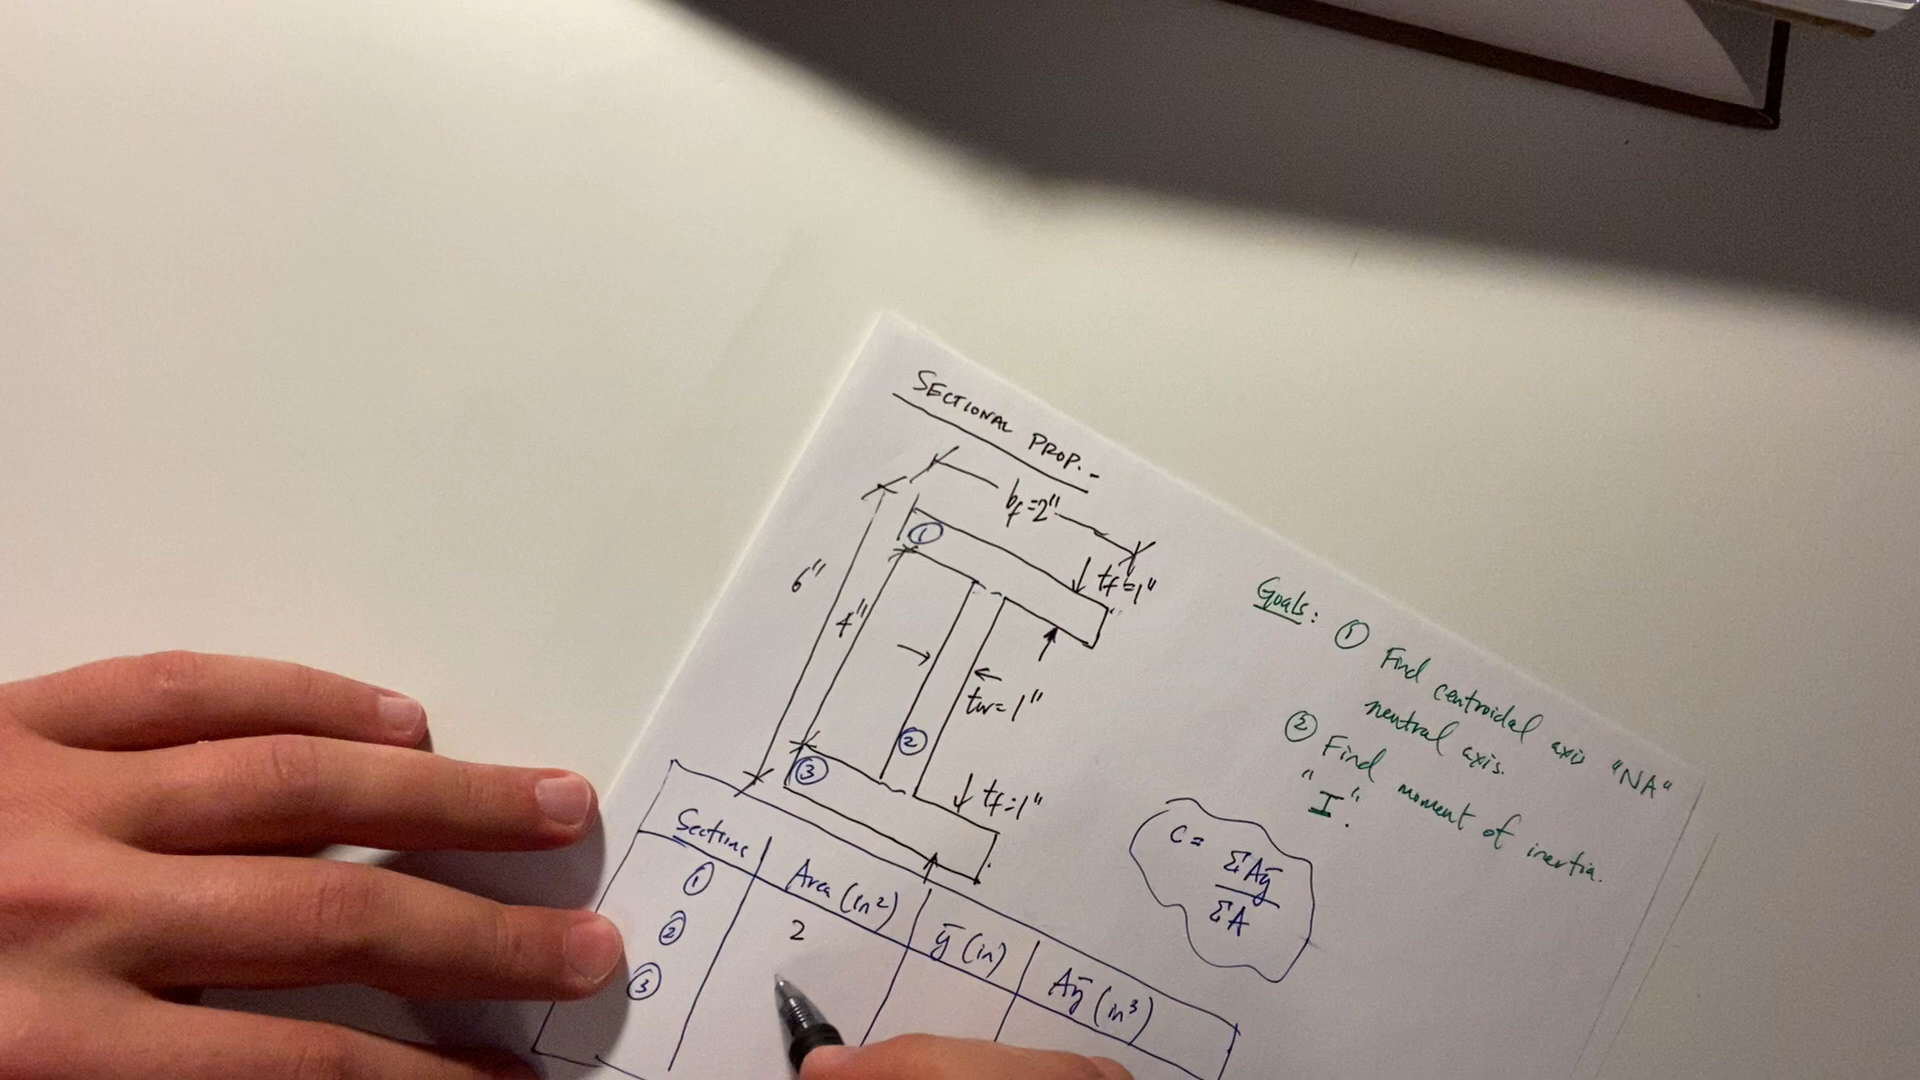 SECTIONAL PROP.-
bf=2"
①
tf=1"
6"
4"
tw=1"
②
③
tf=1"
Goals: ① Find centroidal axis "NA"
neutral axis.
② Find moment of inertia.
"I".
C = ΣAȳ
ΣA
Sections Area (in²) ȳ (in) Aȳ (in³)
① 2
②
③